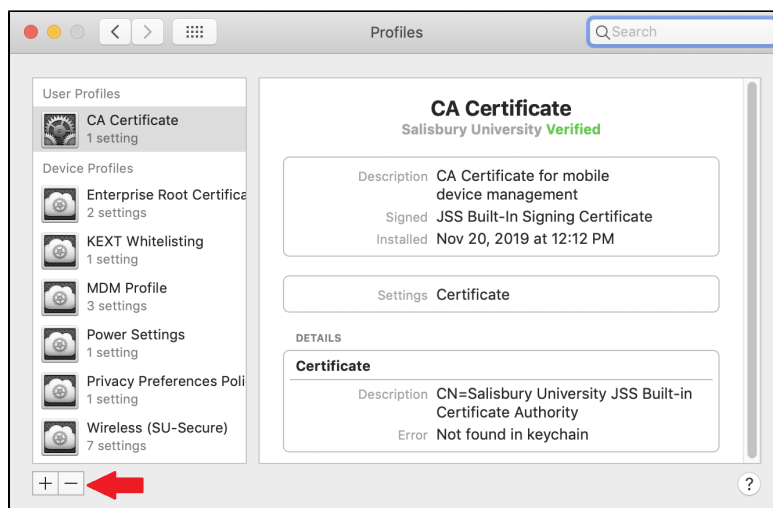 Profiles
Search
User Profiles
CA Certificate
1 setting
Device Profiles
Enterprise Root Certifica
2 settings
KEXT Whitelisting
1 setting
MDM Profile
3 settings
Power Settings
1 setting
Privacy Preferences Poli
1 setting
Wireless (SU-Secure)
7 settings
CA Certificate
Salisbury University Verified
Description CA Certificate for mobile
device management
Signed JSS Built-In Signing Certificate
Installed Nov 20, 2019 at 12:12 PM
Settings Certificate
DETAILS
Certificate
Description CN=Salisbury University JSS Built-in
Certificate Authority
Error Not found in keychain
+ −
?